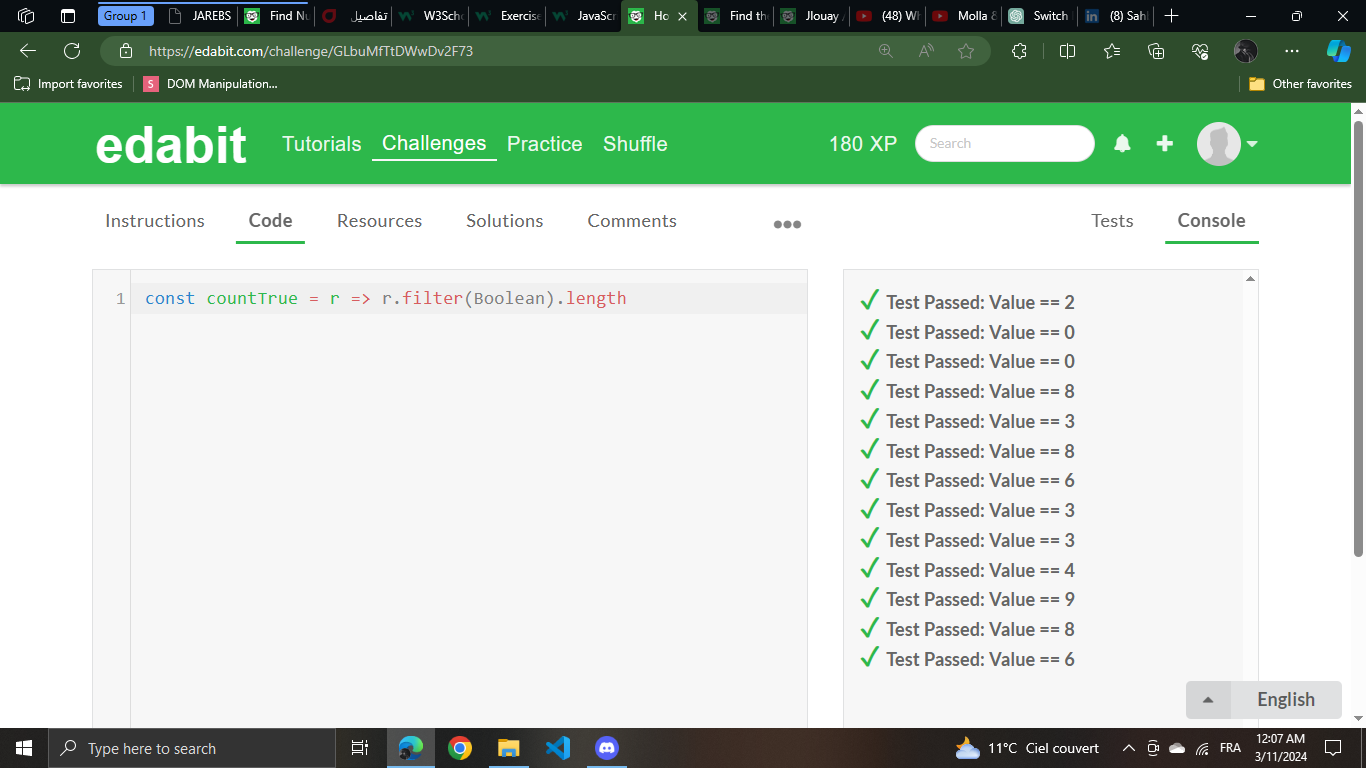 Group 1
JAREBS
Find Nu
تفاصيل
W3Scho
Exercise
JavaScr
Ho
Find the
Jlouay
(48) Wh
Molla &
Switch
(8) Sahl
https://edabit.com/challenge/GLbuMfTtDWwDv2F73
Import favorites
S
DOM Manipulation...
Other favorites
edabit
Tutorials
Challenges
Practice
Shuffle
180 XP
Search
Instructions
Code
Resources
Solutions
Comments
Tests
Console
1 const countTrue = r => r.filter(Boolean).length
Test Passed: Value == 2
Test Passed: Value == 0
Test Passed: Value == 0
Test Passed: Value == 8
Test Passed: Value == 3
Test Passed: Value == 8
Test Passed: Value == 6
Test Passed: Value == 3
Test Passed: Value == 3
Test Passed: Value == 4
Test Passed: Value == 9
Test Passed: Value == 8
Test Passed: Value == 6
English
Type here to search
11°C Ciel couvert
FRA
12:07 AM
3/11/2024